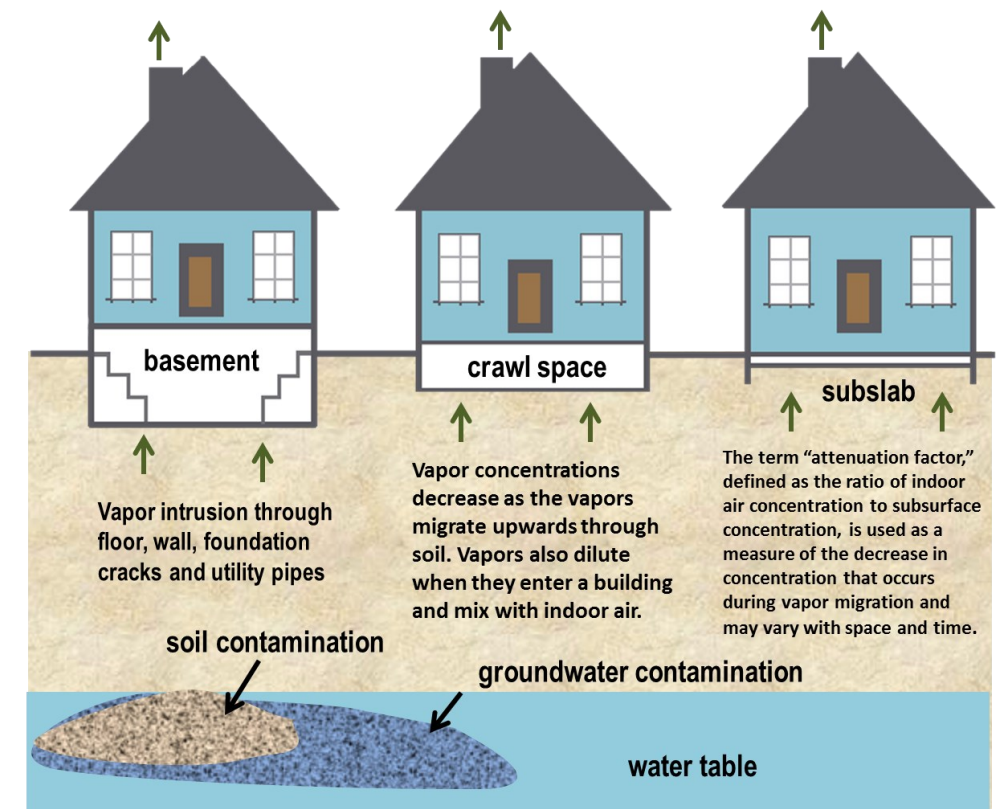 basement
crawl space
subslab
Vapor intrusion through
floor, wall, foundation
cracks and utility pipes
Vapor concentrations
decrease as the vapors
migrate upwards through
soil. Vapors also dilute
when they enter a building
and mix with indoor air.
The term “attenuation factor,”
defined as the ratio of indoor
air concentration to subsurface
concentration, is used as a
measure of the decrease in
concentration that occurs
during vapor migration and
may vary with space and time.
soil contamination
groundwater contamination
water table